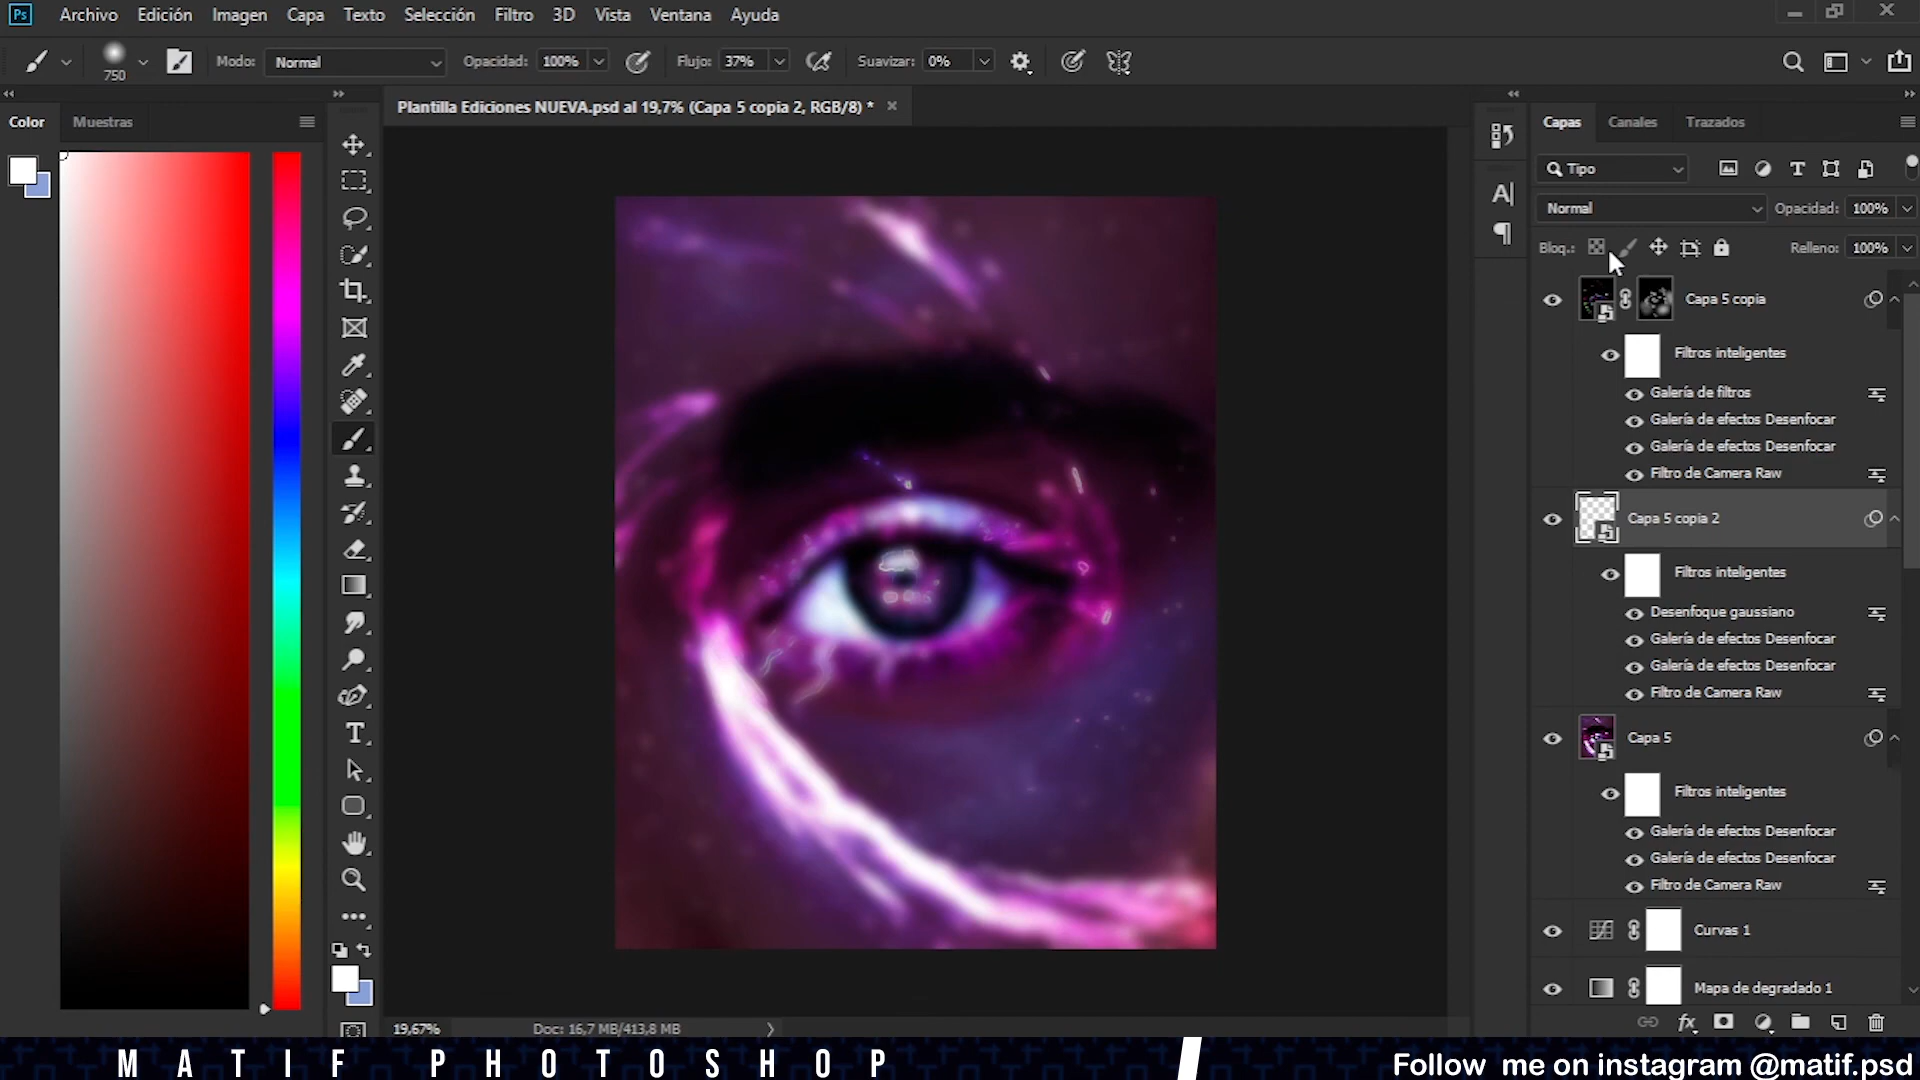 Ps Archivo Edición Imagen Capa Texto Selección Filtro 3D Vista Ventana Ayuda
750 Modo: Normal Opacidad: 100% Flujo: 37% Suavizar: 0%
Color Muestras
Plantilla Ediciones NUEVA.psd al 19,7% (Capa 5 copia 2, RGB/8) * ×
Capas Canales Trazados
Tipo
Normal Opacidad: 100%
Bloq.: Relleno: 100%
Capa 5 copia
Filtros inteligentes
Galería de filtros
Galería de efectos Desenfocar
Galería de efectos Desenfocar
Filtro de Camera Raw
Capa 5 copia 2
Filtros inteligentes
Desenfoque gaussiano
Galería de efectos Desenfocar
Galería de efectos Desenfocar
Filtro de Camera Raw
Capa 5
Filtros inteligentes
Galería de efectos Desenfocar
Galería de efectos Desenfocar
Filtro de Camera Raw
Curvas 1
Mapa de degradado 1
19,67% Doc: 16,7 MB/413,8 MB
MATIF PHOTOSHOP
Follow me on instagram @matif.psd